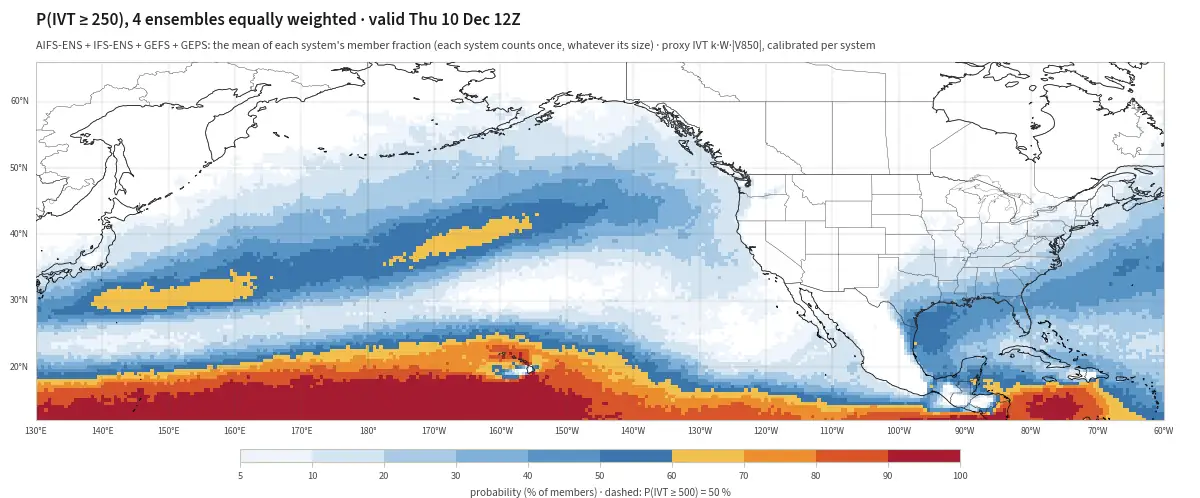 P(IVT ≥ 250), 4 ensembles equally weighted · valid Thu 10 Dec 12Z
AIFS-ENS + IFS-ENS + GEFS + GEPS: the mean of each system's member fraction (each system counts once, whatever its size) · proxy IVT k·W·|V850|, calibrated per system
60°N
50°N
40°N
30°N
20°N
130°E 140°E 150°E 160°E 170°E 180° 170°W 160°W 150°W 140°W 130°W 120°W 110°W 100°W 90°W 80°W 70°W 60°W
5 10 20 30 40 50 60 70 80 90 100
probability (% of members) · dashed: P(IVT ≥ 500) = 50 %